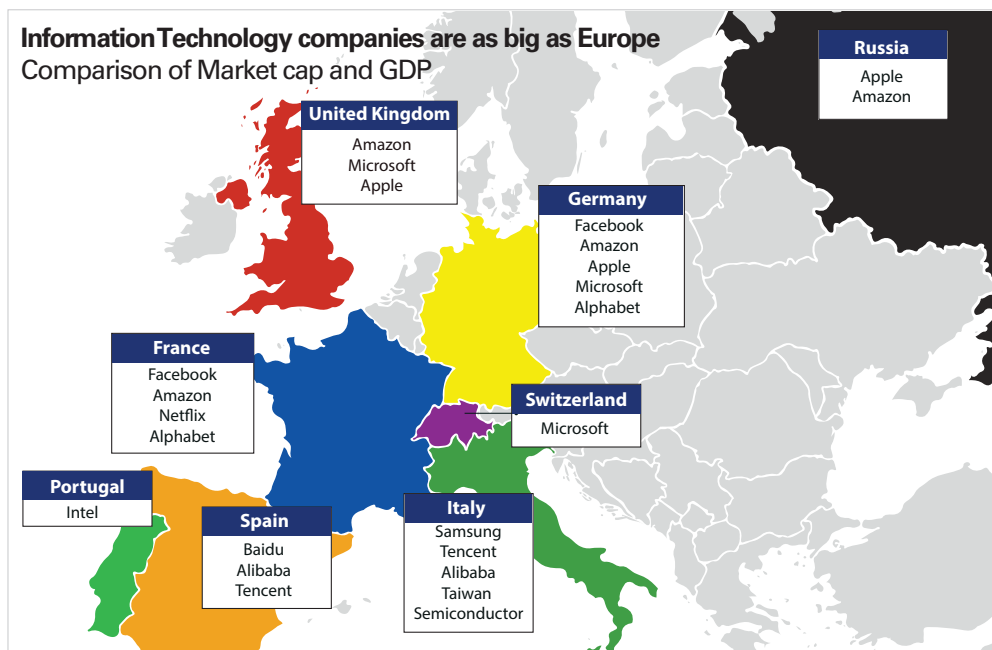 Information Technology companies are as big as Europe
Comparison of Market cap and GDP
Russia
Apple
Amazon
United Kingdom
Amazon
Microsoft
Apple
Germany
Facebook
Amazon
Apple
Microsoft
Alphabet
France
Facebook
Amazon
Netflix
Alphabet
Switzerland
Microsoft
Portugal
Intel
Spain
Baidu
Alibaba
Tencent
Italy
Samsung
Tencent
Alibaba
Taiwan
Semiconductor